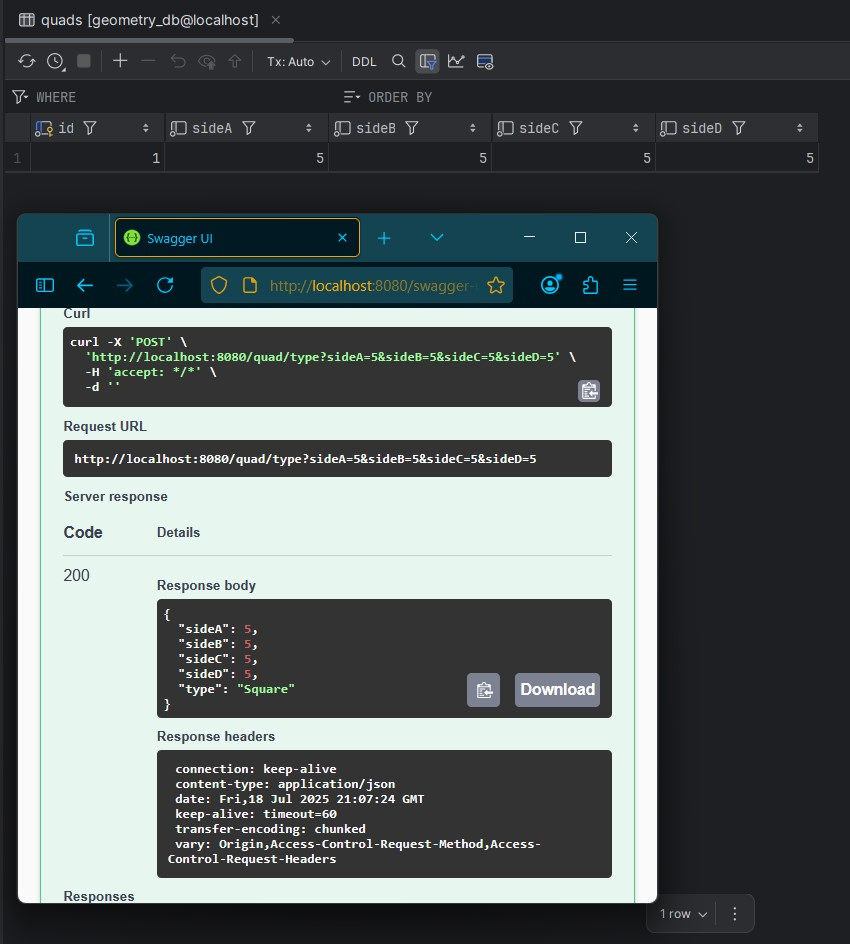 quads [geometry_db@localhost]
Tx: Auto DDL
WHERE ORDER BY
id sideA sideB sideC sideD
1 1 5 5 5 5
Swagger UI
http://localhost:8080/swagger-
Curl
curl -X 'POST' \
'http://localhost:8080/quad/type?sideA=5&sideB=5&sideC=5&sideD=5' \
-H 'accept: */*' \
-d ''
Request URL
http://localhost:8080/quad/type?sideA=5&sideB=5&sideC=5&sideD=5
Server response
Code Details
200
Response body
{
"sideA": 5,
"sideB": 5,
"sideC": 5,
"sideD": 5,
"type": "Square"
}
Download
Response headers
connection: keep-alive
content-type: application/json
date: Fri,18 Jul 2025 21:07:24 GMT
keep-alive: timeout=60
transfer-encoding: chunked
vary: Origin,Access-Control-Request-Method,Access-
Control-Request-Headers
Responses
1 row